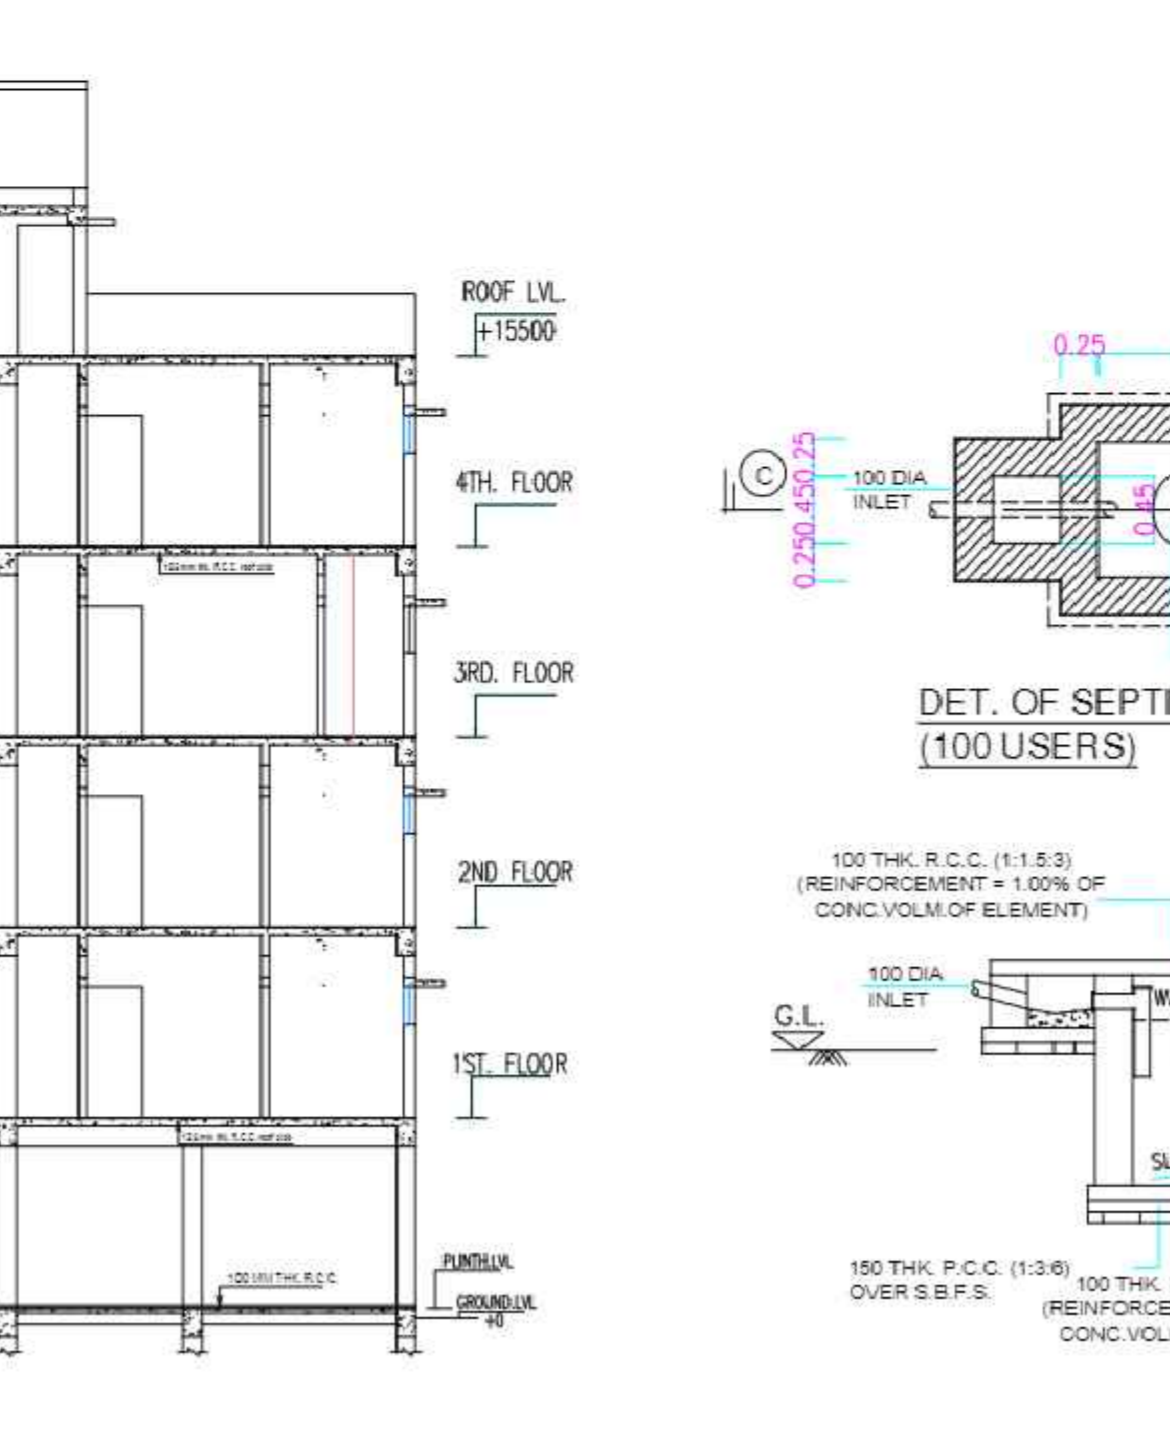 ROOF LVL.
+15500
4TH. FLOOR
3RD. FLOOR
2ND FLOOR
1ST. FLOOR
100 MM THK. R.C.C.
PLINTH.LVL
GROUND.LVL
+0
0.25
0.25
0.45
0.25
C
100 DIA
INLET
0.45
DET. OF SEPTI
(100 USERS)
100 THK. R.C.C. (1:1.5:3)
(REINFORCEMENT = 1.00% OF
CONC.VOLM.OF ELEMENT)
100 DIA
INLET
G.L.
150 THK. P.C.C. (1:3:6)
OVER S.B.F.S.
100 THK.
(REINFORCE
CONC.VOL